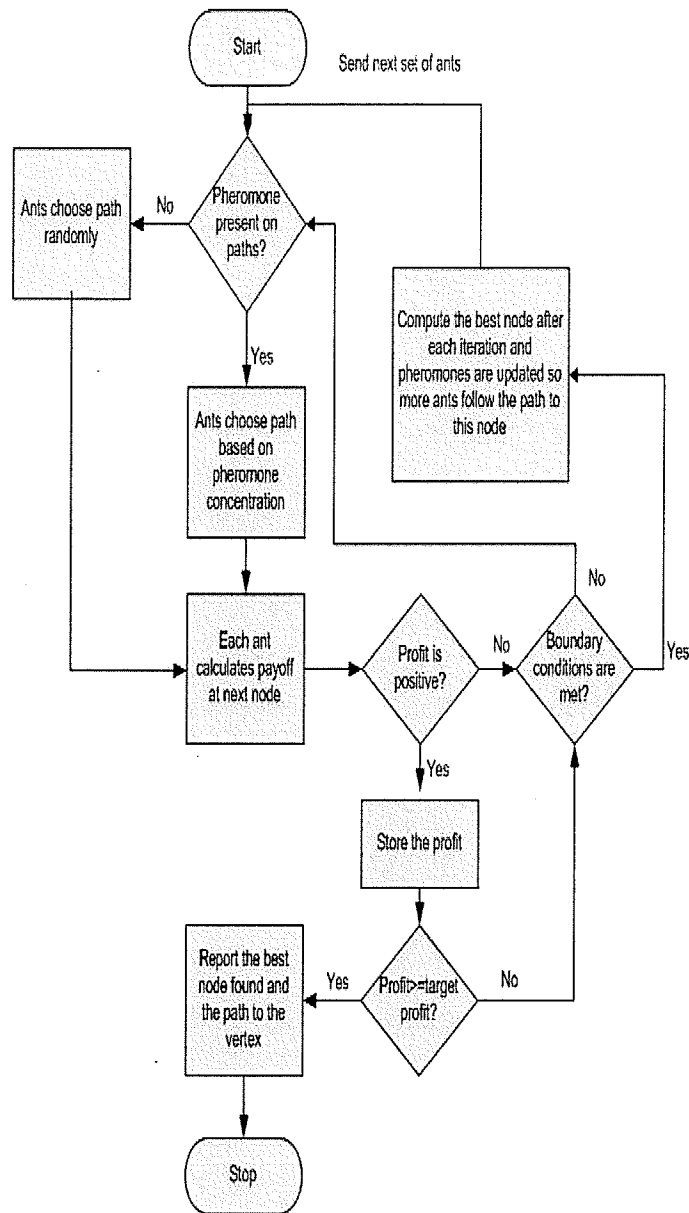 Start
Send next set of ants
Pheromone
present on
paths?
No
Ants choose path
randomly
Yes
Compute the best node after
each iteration and
pheromones are updated so
more ants follow the path to
this node
Ants choose path
based on
pheromone
concentration
No
Each ant
calculates payoff
at next node
Profit is
positive?
No
Boundary
conditions are
met?
Yes
Yes
Store the profit
Report the best
node found and
the path to the
vertex
Yes
Profit>=target
profit?
No
Stop